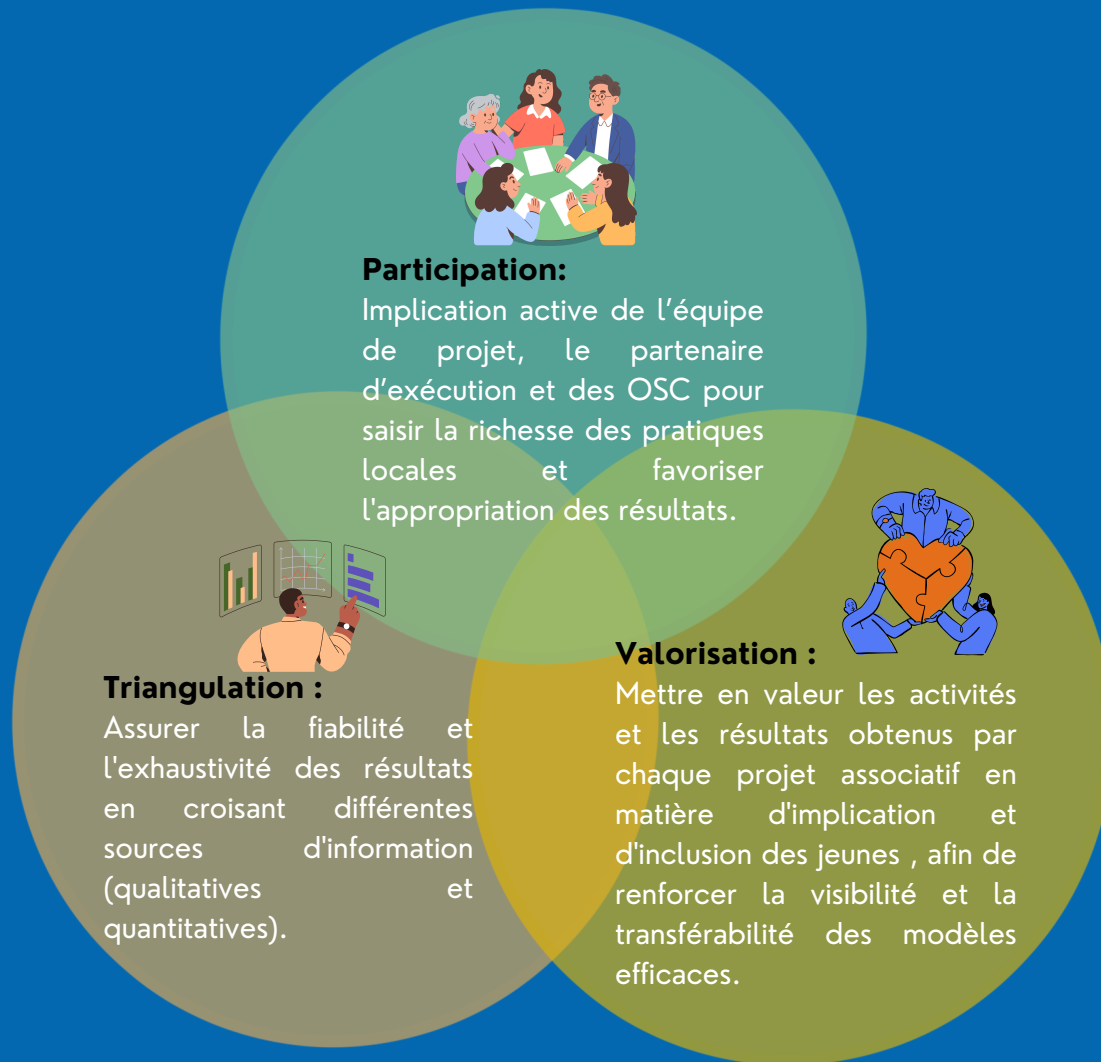 Participation:
Implication active de l’équipe
de projet, le partenaire
d’exécution et des OSC pour
saisir la richesse des pratiques
locales et favoriser
l'appropriation des résultats.
Triangulation :
Assurer la fiabilité et
l'exhaustivité des résultats
en croisant différentes
sources d'information
(qualitatives et
quantitatives).
Valorisation :
Mettre en valeur les activités
et les résultats obtenus par
chaque projet associatif en
matière d'implication et
d'inclusion des jeunes , afin de
renforcer la visibilité et la
transférabilité des modèles
efficaces.